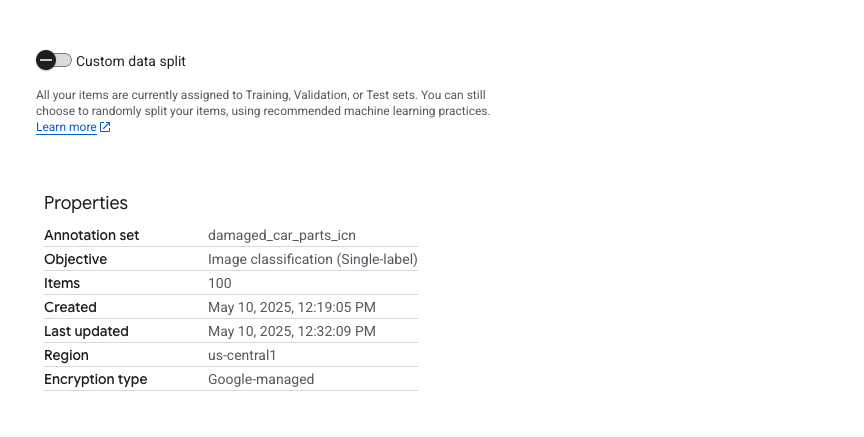 Custom data split
All your items are currently assigned to Training, Validation, or Test sets. You can still
choose to randomly split your items, using recommended machine learning practices.
Learn more
Properties
Annotation set damaged_car_parts_icn
Objective Image classification (Single-label)
Items 100
Created May 10, 2025, 12:19:05 PM
Last updated May 10, 2025, 12:32:09 PM
Region us-central1
Encryption type Google-managed